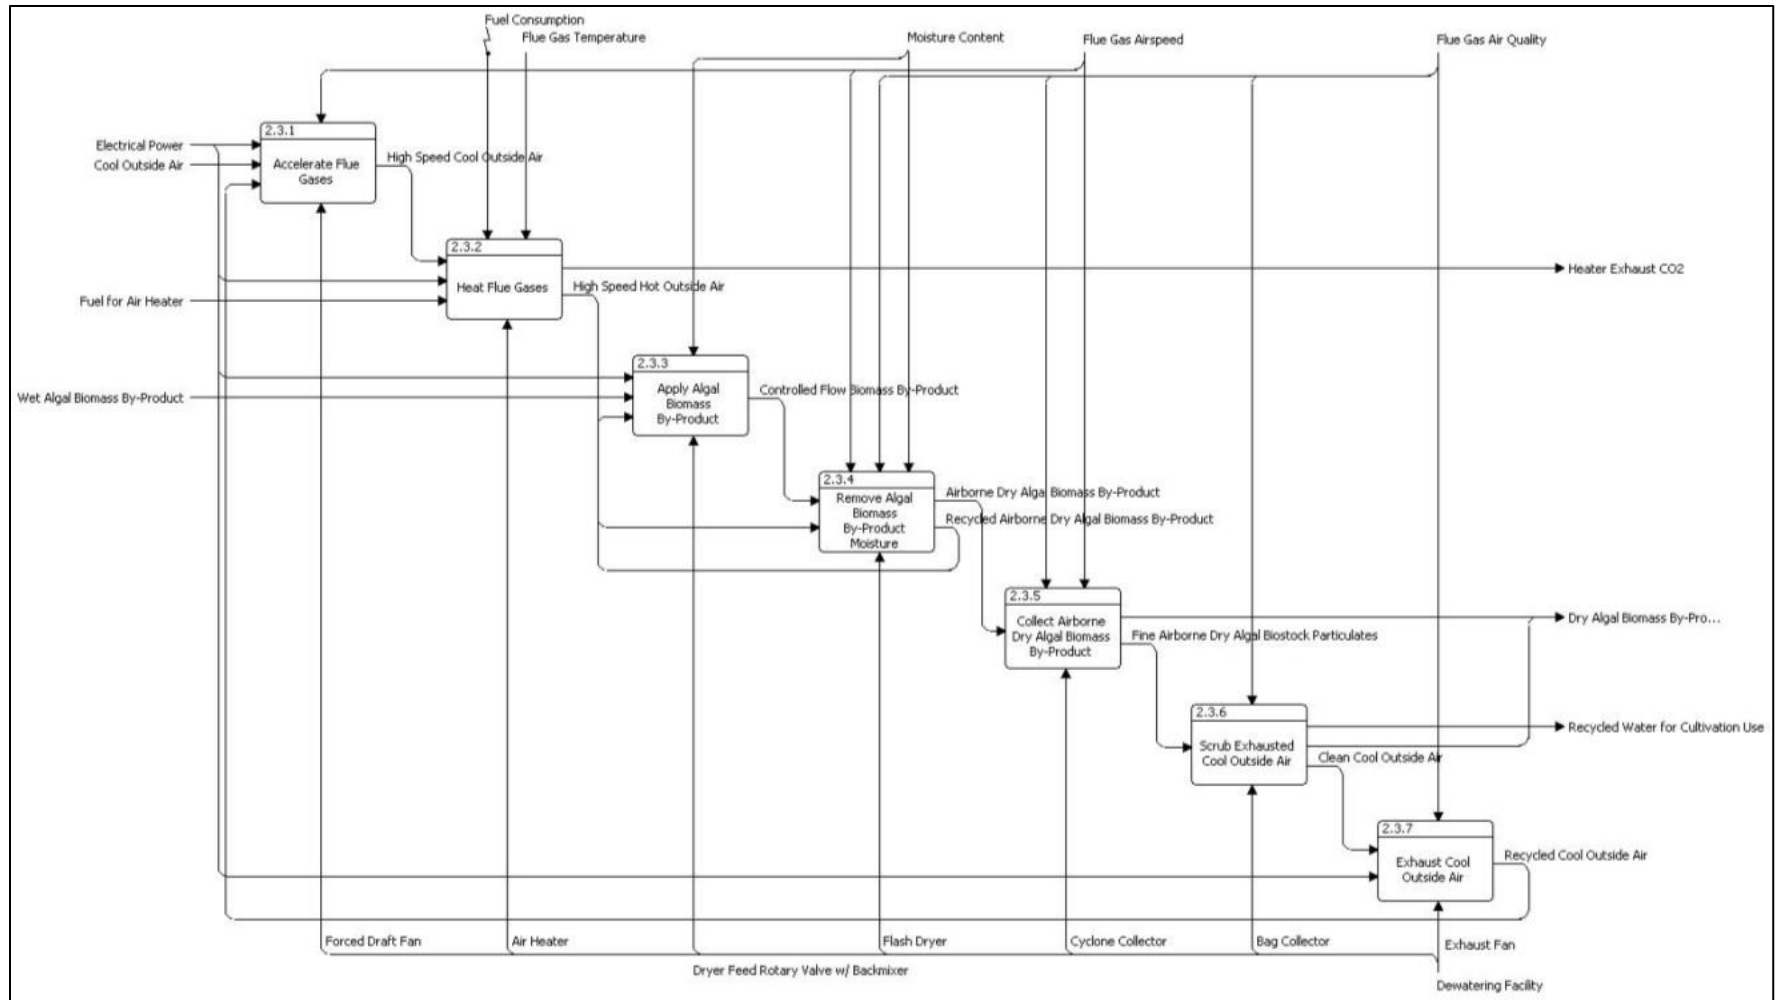 Fuel Consumption
Flue Gas Temperature
Moisture Content
Flue Gas Airspeed
Flue Gas Air Quality
2.3.1
Accelerate Flue
Gases
Electrical Power
Cool Outside Air
High Speed Cool Outside Air
2.3.2
Heat Flue Gases
Fuel for Air Heater
Heater Exhaust CO2
High Speed Hot Outside Air
2.3.3
Apply Algal
Biomass
By-Product
Wet Algal Biomass By-Product
Controlled Flow Biomass By-Product
2.3.4
Remove Algal
Biomass
By-Product
Moisture
Airborne Dry Algal Biomass By-Product
Recycled Airborne Dry Algal Biomass By-Product
2.3.5
Collect Airborne
Dry Algal Biomass
By-Product
Dry Algal Biomass By-Pro...
Fine Airborne Dry Algal Biostock Particulates
2.3.6
Scrub Exhausted
Cool Outside Air
Recycled Water for Cultivation Use
Clean Cool Outside Air
2.3.7
Exhaust Cool
Outside Air
Recycled Cool Outside Air
Forced Draft Fan
Air Heater
Flash Dryer
Cyclone Collector
Bag Collector
Exhaust Fan
Dryer Feed Rotary Valve w/ Backmixer
Dewatering Facility